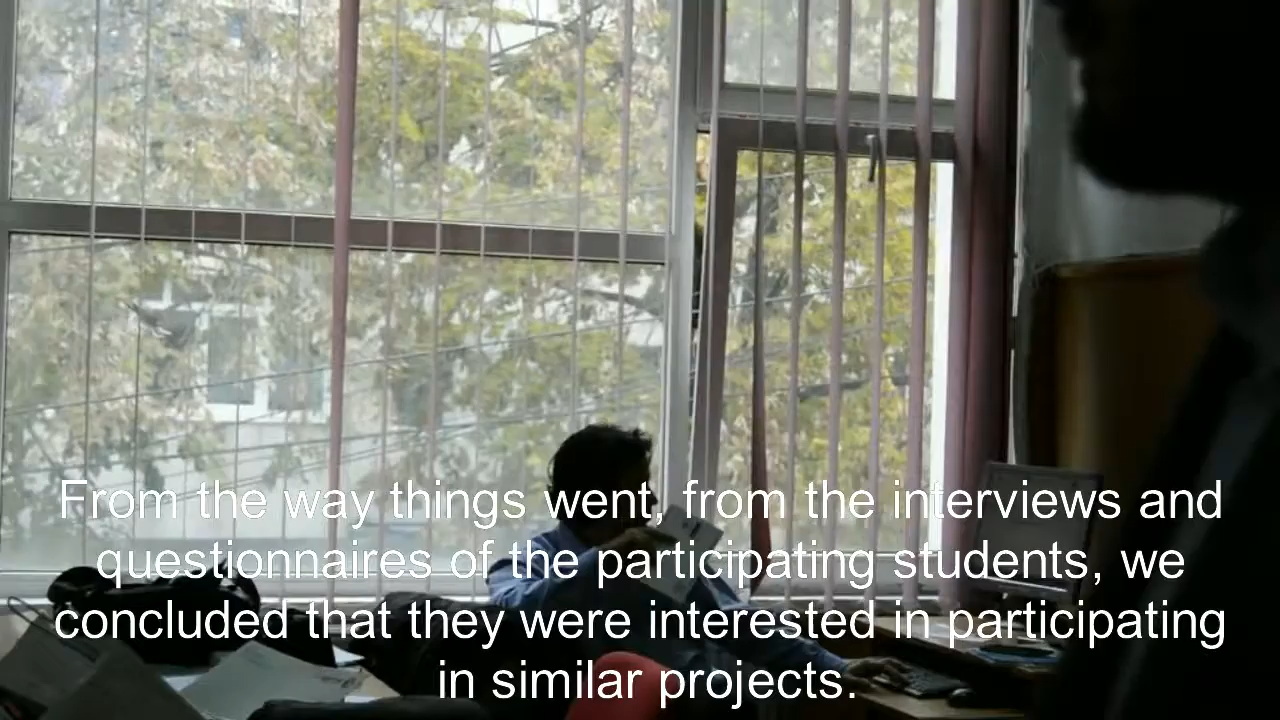 From the way things went, from the interviews and
questionnaires of the participating students, we
concluded that they were interested in participating
in similar projects.